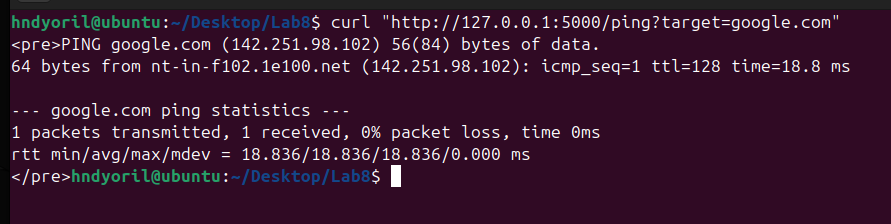 hndyoril@ubuntu:~/Desktop/Lab8$ curl "http://127.0.0.1:5000/ping?target=google.com"
<pre>PING google.com (142.251.98.102) 56(84) bytes of data.
64 bytes from nt-in-f102.1e100.net (142.251.98.102): icmp_seq=1 ttl=128 time=18.8 ms

--- google.com ping statistics ---
1 packets transmitted, 1 received, 0% packet loss, time 0ms
rtt min/avg/max/mdev = 18.836/18.836/18.836/0.000 ms
</pre>hndyoril@ubuntu:~/Desktop/Lab8$